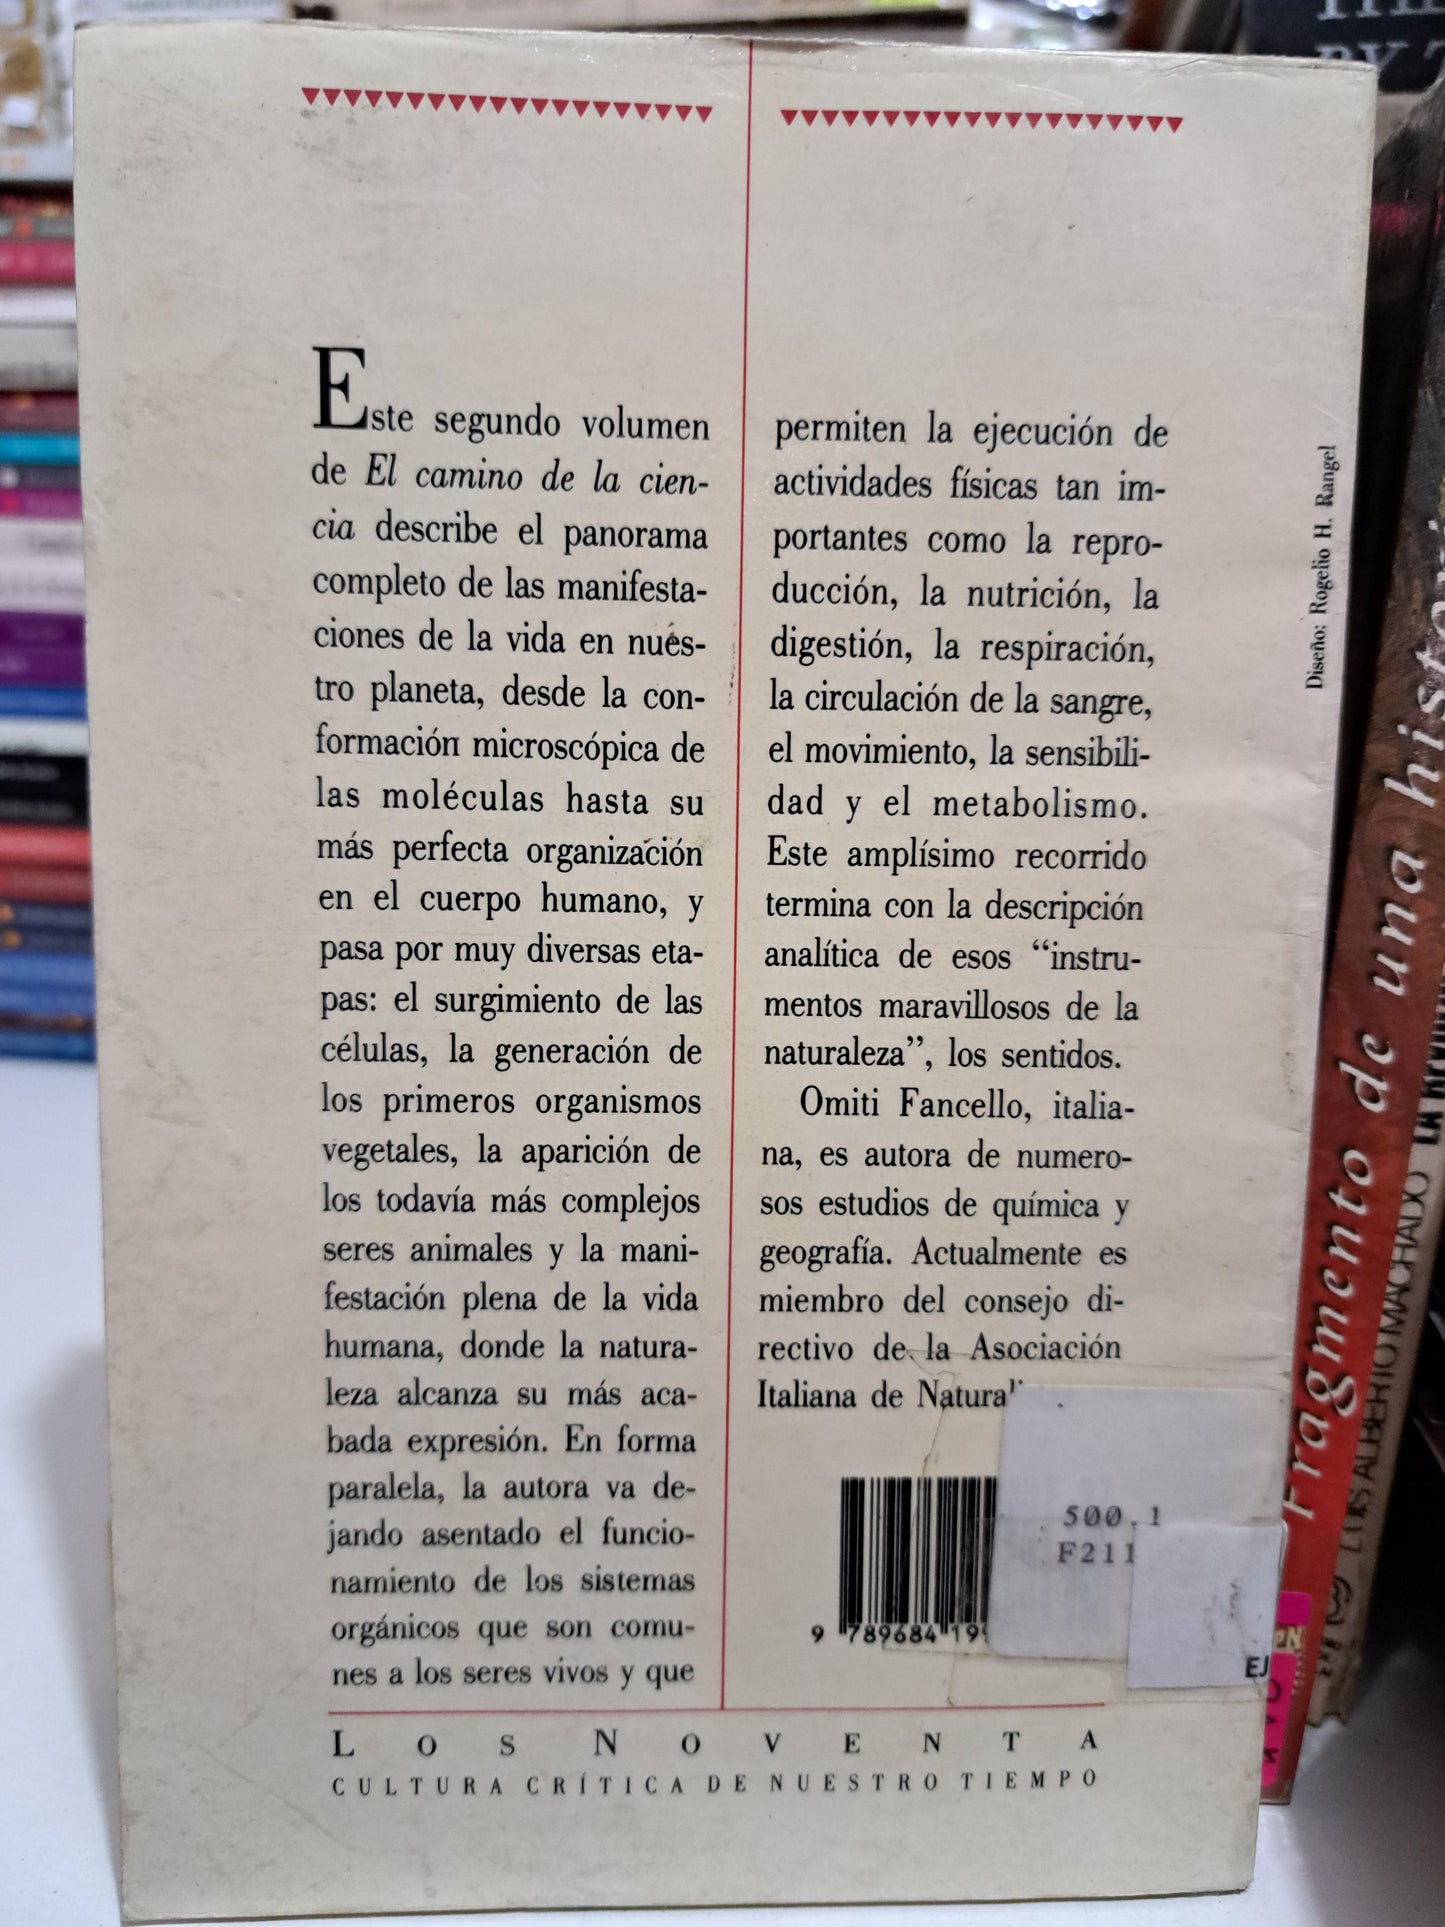 Este segundo volumen
de El camino de la cien-
cia describe el panorama
completo de las manifesta-
ciones de la vida en nues-
tro planeta, desde la con-
formación microscópica de
las moléculas hasta su
más perfecta organización
en el cuerpo humano, y
pasa por muy diversas eta-
pas: el surgimiento de las
células, la generación de
los primeros organismos
vegetales, la aparición de
los todavía más complejos
seres animales y la mani-
festación plena de la vida
humana, donde la natura-
leza alcanza su más aca-
bada expresión. En forma
paralela, la autora va de-
jando asentado el funcio-
namiento de los sistemas
orgánicos que son comu-
nes a los seres vivos y que
permiten la ejecución de
actividades físicas tan im-
portantes como la repro-
ducción, la nutrición, la
digestión, la respiración,
la circulación de la sangre,
el movimiento, la sensibili-
dad y el metabolismo.
Este amplísimo recorrido
termina con la descripción
analítica de esos “instru-
mentos maravillosos de la
naturaleza”, los sentidos.
Omiti Fancello, italia-
na, es autora de numero-
sos estudios de química y
geografía. Actualmente es
miembro del consejo di-
rectivo de la Asociación
Italiana de
500.1
F211
9 789684 19
EJ
LOS NOVENTA
CULTURA CRÍTICA DE NUESTRO TIEMPO
Diseño: Rogelio H. Rangel
Fragmento de una
LUIS ALBERTO MACHADO LA
BY